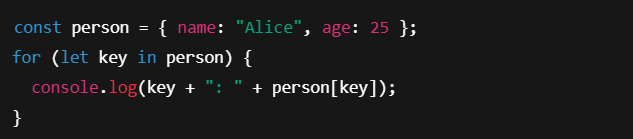 const person = { name: "Alice", age: 25 };
for (let key in person) {
  console.log(key + ": " + person[key]);
}